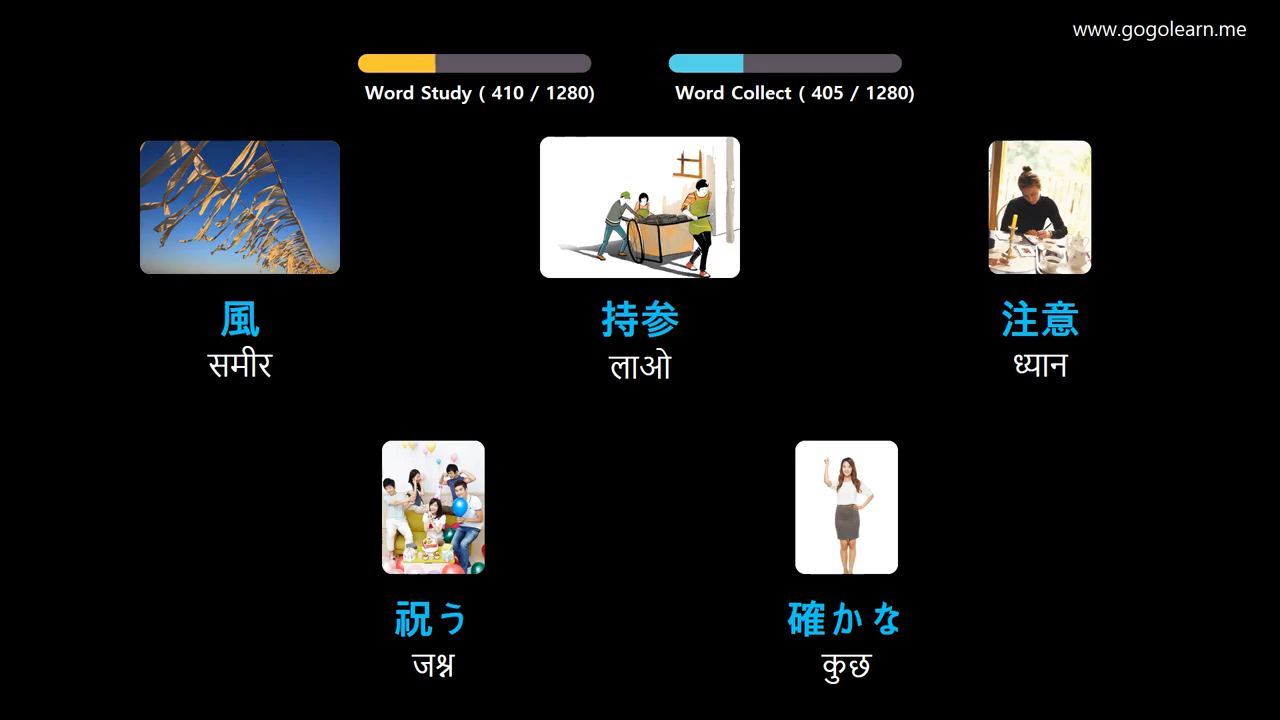 www.gogolearn.me
Word Study ( 410 / 1280)
Word Collect ( 405 / 1280)
風
持参
注意
समीर
लाओ
ध्यान
祝う
確かな
जश्न
कुछ